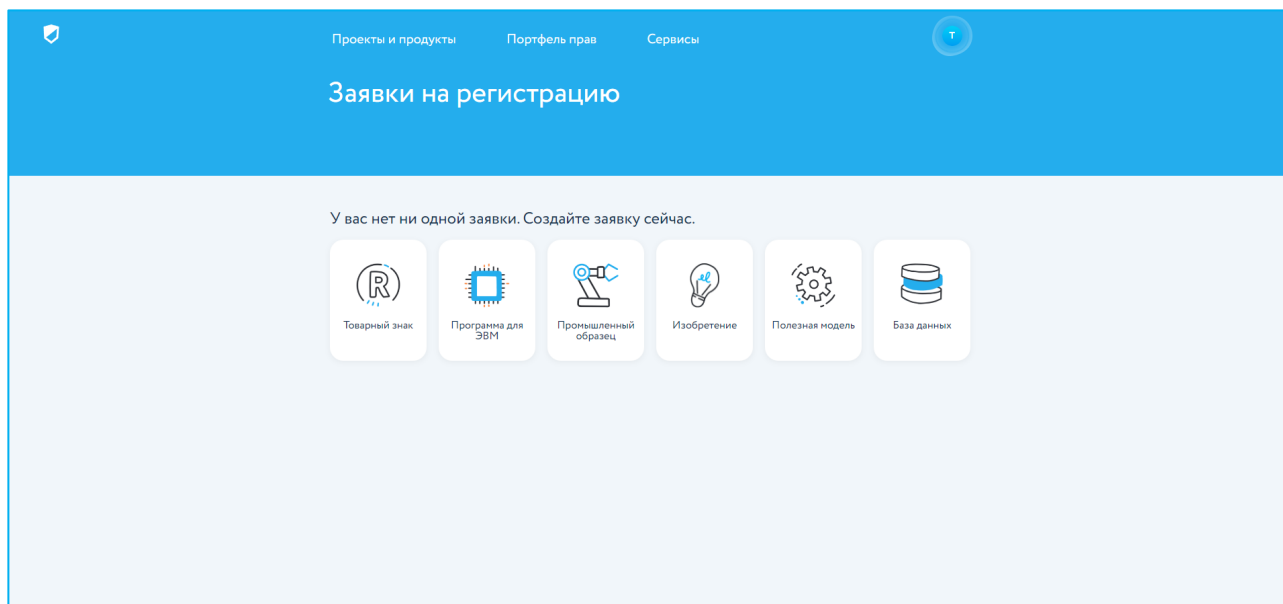 Проекты и продукты Портфель прав Сервисы Т
Заявки на регистрацию
У вас нет ни одной заявки. Создайте заявку сейчас.
R
Товарный знак
Программа для
ЭВМ
Промышленный
образец
el
Изобретение
Полезная модель
База данных